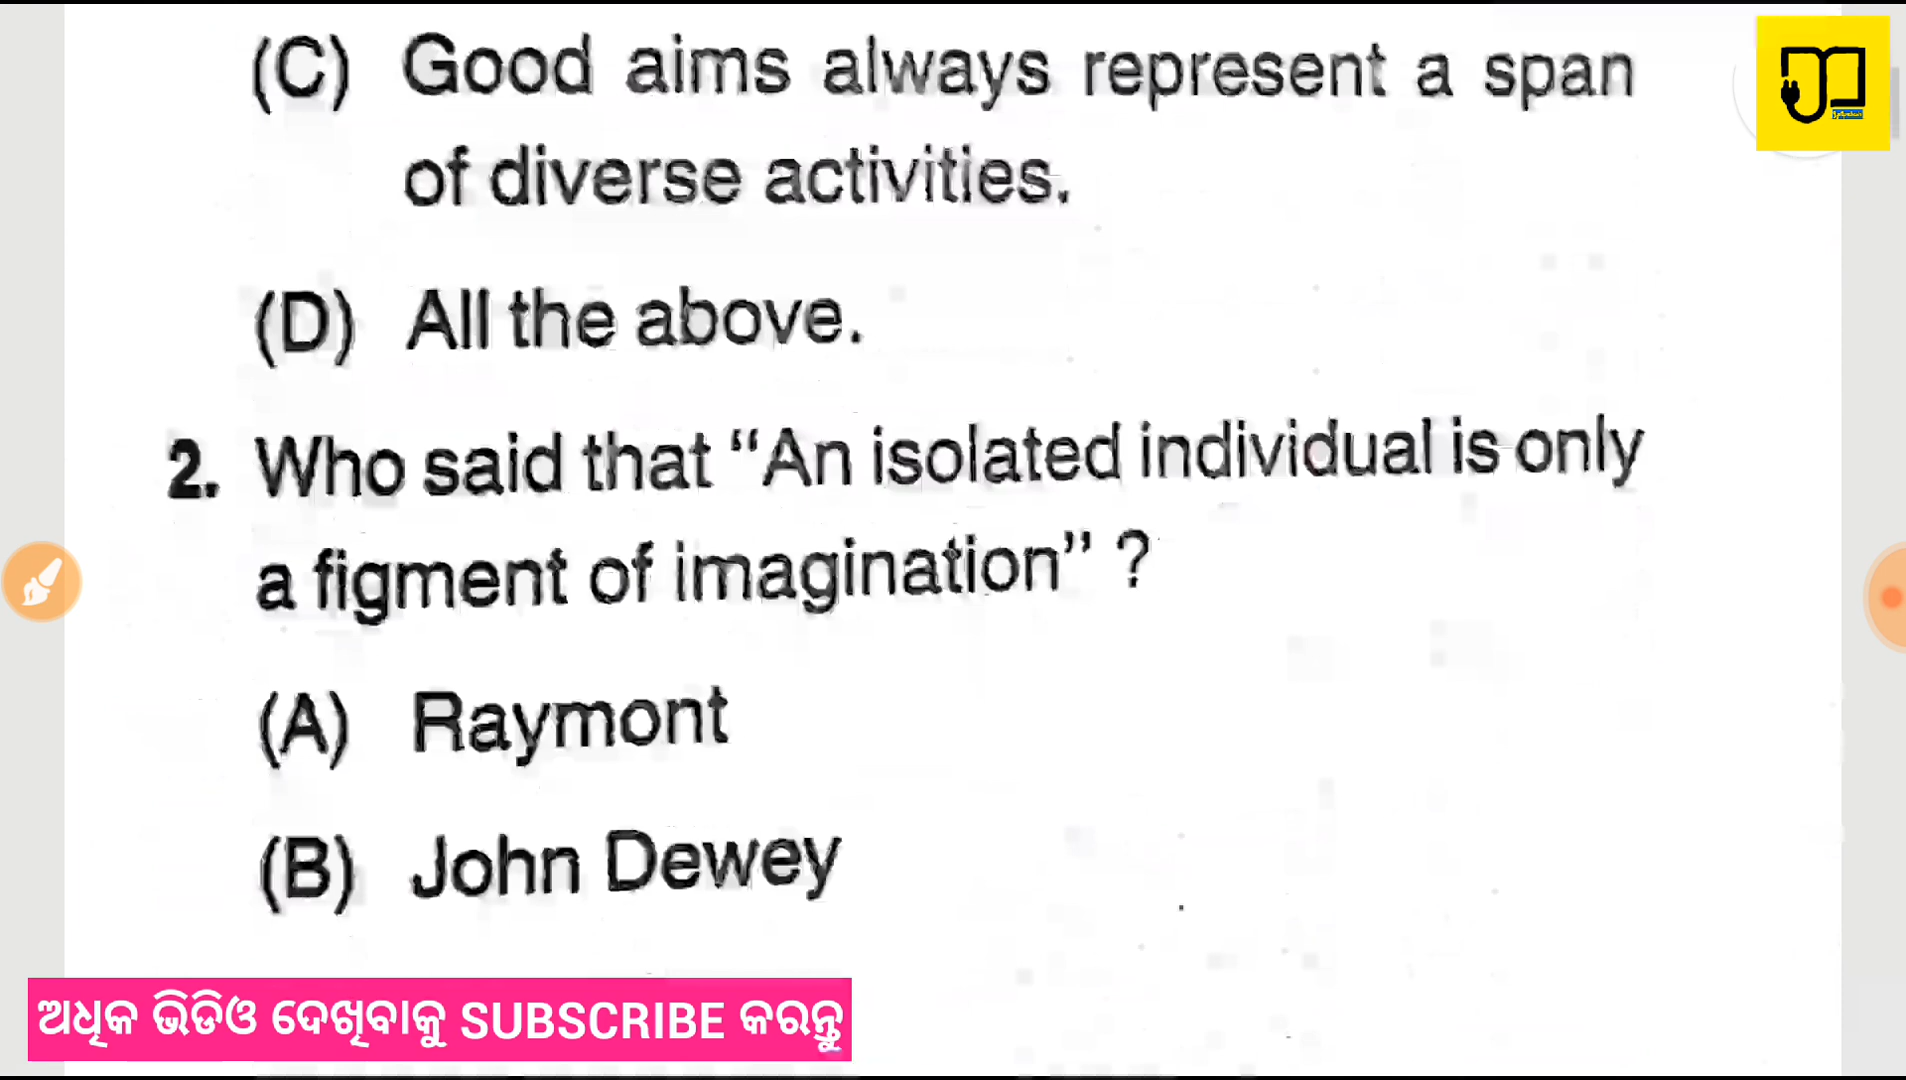 (C) Good aims always represent a span
of diverse activities.
(D) All the above.
2. Who said that “An isolated individual is only
a figment of imagination” ?
(A) Raymont
(B) John Dewey
ଅଧିକ ଭିଡିଓ ଦେଖିବାକୁ SUBSCRIBE କରନ୍ତୁ